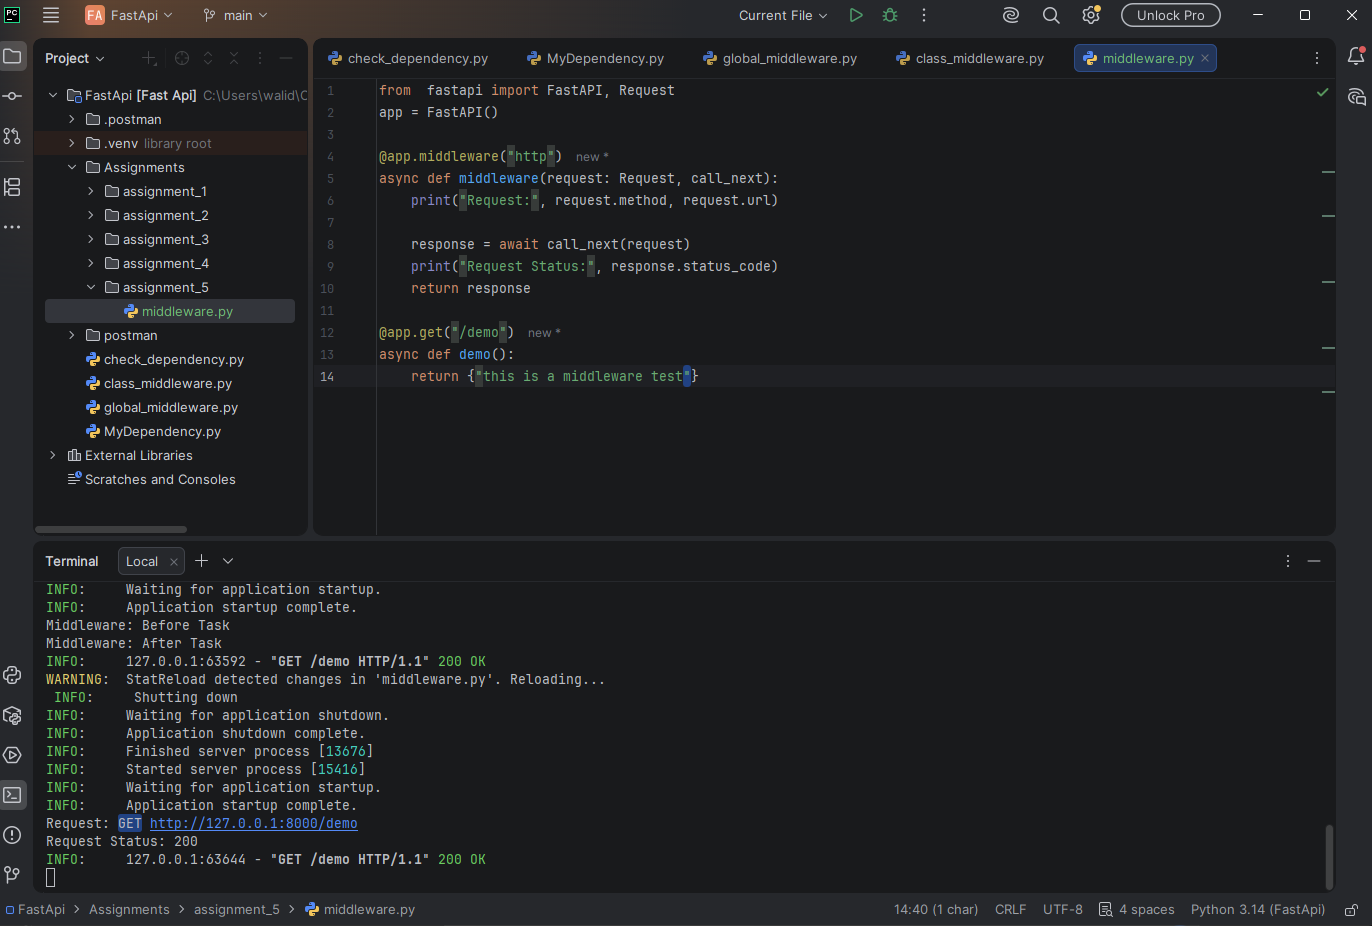 PC
FA FastApi
main
Current File
Unlock Pro
Project
FastApi [Fast Api] C:\Users\walid\
.postman
.venv library root
Assignments
assignment_1
assignment_2
assignment_3
assignment_4
assignment_5
middleware.py
postman
check_dependency.py
class_middleware.py
global_middleware.py
MyDependency.py
External Libraries
Scratches and Consoles
check_dependency.py
MyDependency.py
global_middleware.py
class_middleware.py
middleware.py
1 from  fastapi import FastAPI, Request
2 app = FastAPI()
3
4 @app.middleware("http") new *
5 async def middleware(request: Request, call_next):
6     print("Request:", request.method, request.url)
7
8     response = await call_next(request)
9     print("Request Status:", response.status_code)
10     return response
11
12 @app.get("/demo") new *
13 async def demo():
14     return {"this is a middleware test"}
Terminal
Local
INFO:     Waiting for application startup.
INFO:     Application startup complete.
Middleware: Before Task
Middleware: After Task
INFO:     127.0.0.1:63592 - "GET /demo HTTP/1.1" 200 OK
WARNING:  StatReload detected changes in 'middleware.py'. Reloading...
 INFO:     Shutting down
INFO:     Waiting for application shutdown.
INFO:     Application shutdown complete.
INFO:     Finished server process [13676]
INFO:     Started server process [15416]
INFO:     Waiting for application startup.
INFO:     Application startup complete.
Request: GET http://127.0.0.1:8000/demo
Request Status: 200
INFO:     127.0.0.1:63644 - "GET /demo HTTP/1.1" 200 OK
FastApi > Assignments > assignment_5 > middleware.py
14:40 (1 char)
CRLF
UTF-8
4 spaces
Python 3.14 (FastApi)